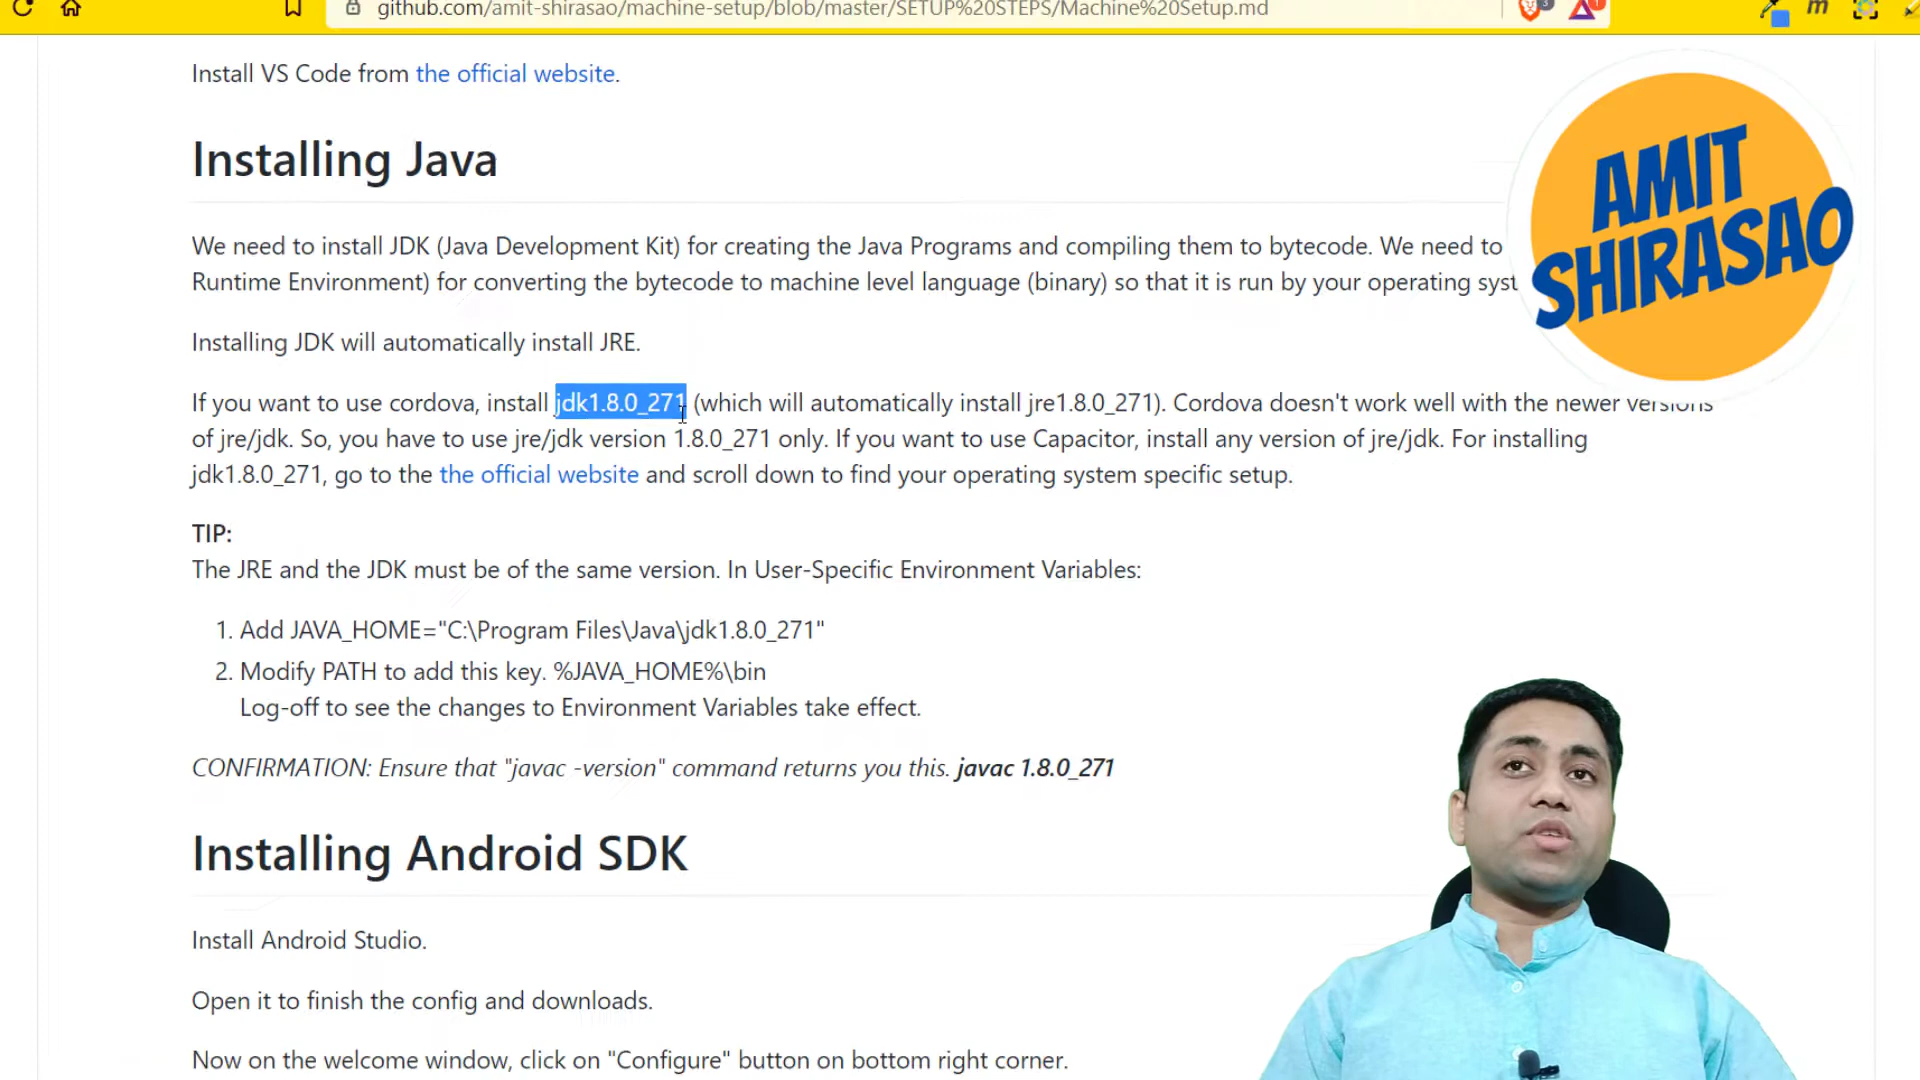 github.com/amit-shirasao/machine-setup/blob/master/SETUP%20STEPS/Machine%20Setup.md
3
1
m
Install VS Code from the official website.
Installing Java
We need to install JDK (Java Development Kit) for creating the Java Programs and compiling them to bytecode. We need to
Runtime Environment) for converting the bytecode to machine level language (binary) so that it is run by your operating syst
AMIT
SHIRASAO
Installing JDK will automatically install JRE.
If you want to use cordova, install jdk1.8.0_271 (which will automatically install jre1.8.0_271). Cordova doesn't work well with the newer versions
of jre/jdk. So, you have to use jre/jdk version 1.8.0_271 only. If you want to use Capacitor, install any version of jre/jdk. For installing
jdk1.8.0_271, go to the the official website and scroll down to find your operating system specific setup.
TIP:
The JRE and the JDK must be of the same version. In User-Specific Environment Variables:
1. Add JAVA_HOME="C:\Program Files\Java\jdk1.8.0_271"
2. Modify PATH to add this key. %JAVA_HOME%\bin
Log-off to see the changes to Environment Variables take effect.
CONFIRMATION: Ensure that "javac -version" command returns you this. javac 1.8.0_271
Installing Android SDK
Install Android Studio.
Open it to finish the config and downloads.
Now on the welcome window, click on "Configure" button on bottom right corner.